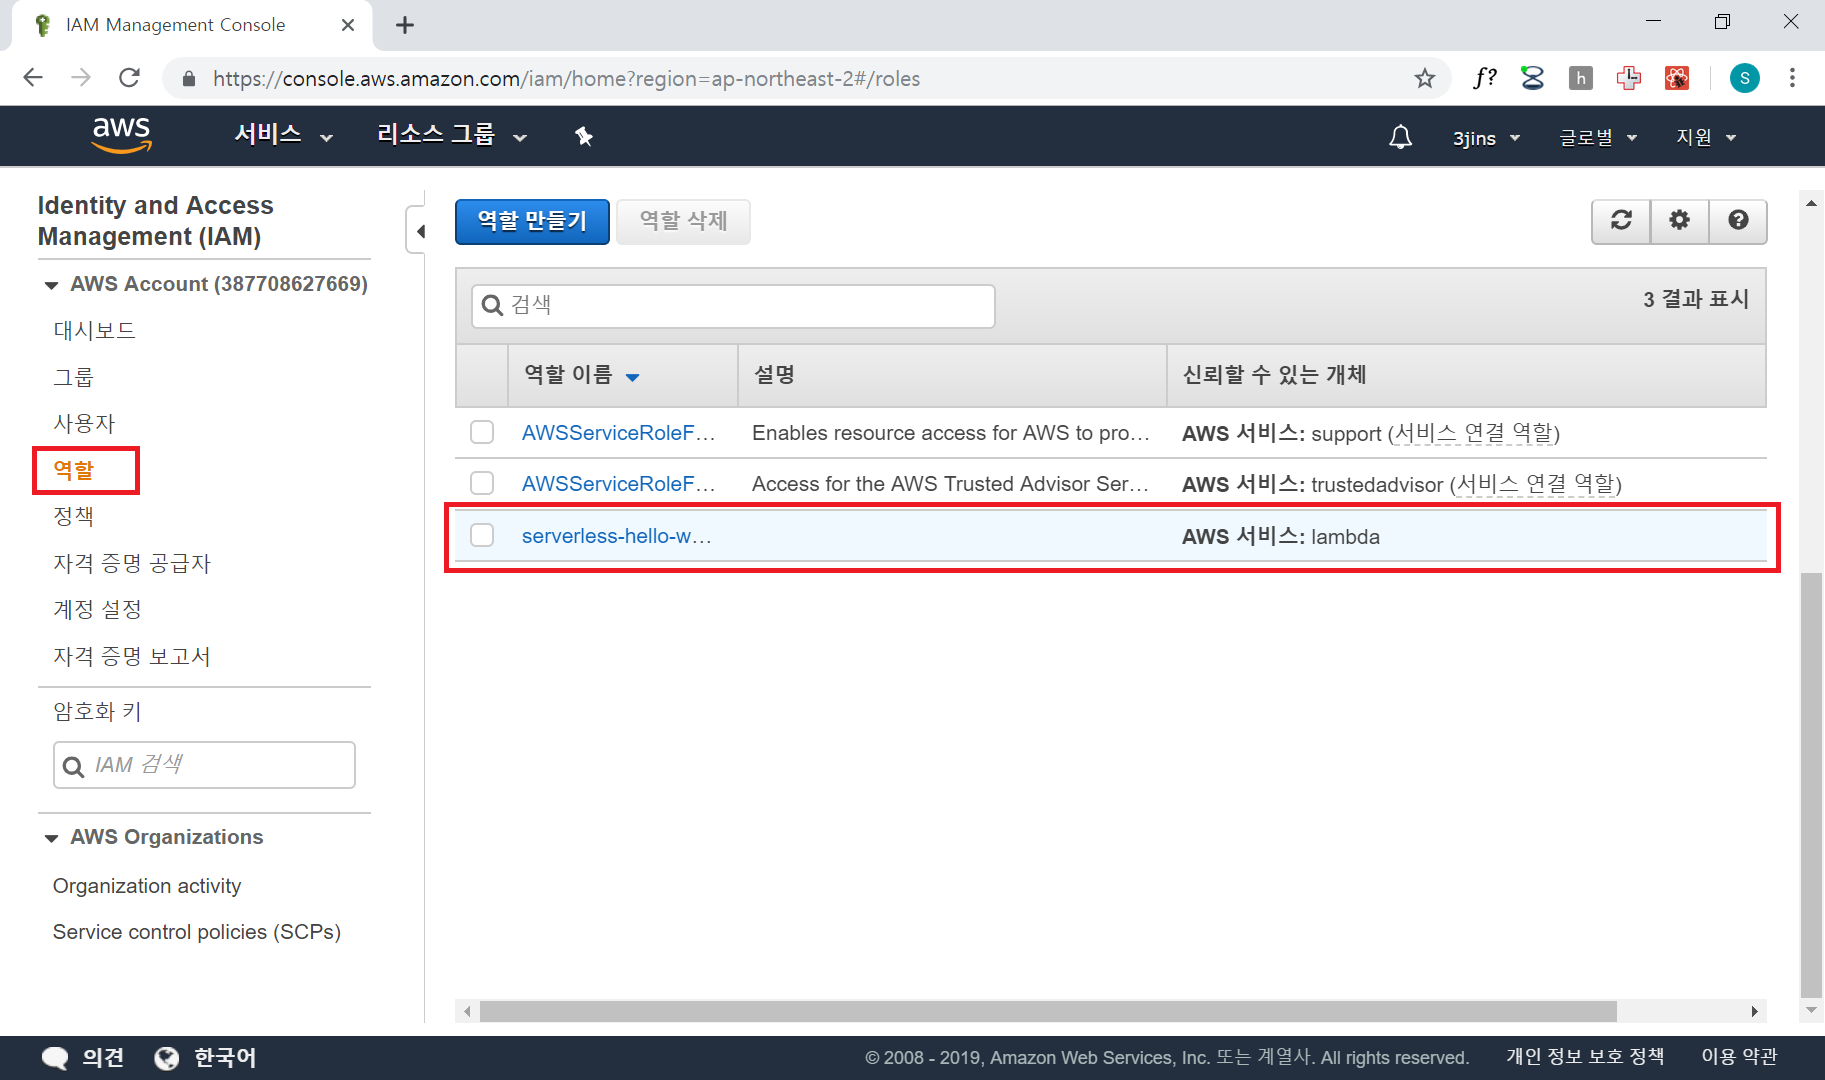 IAM Management Console
https://console.aws.amazon.com/iam/home?region=ap-northeast-2#/roles
f?
h
S
aws
서비스
리소스 그룹
3jins
글로벌
지원
Identity and Access
Management (IAM)
AWS Account (387708627669)
대시보드
그룹
사용자
역할
정책
자격 증명 공급자
계정 설정
자격 증명 보고서
암호화 키
IAM 검색
AWS Organizations
Organization activity
Service control policies (SCPs)
역할 만들기
역할 삭제
검색
3 결과 표시
역할 이름
설명
신뢰할 수 있는 개체
AWSServiceRoleF…
Enables resource access for AWS to pro…
AWS 서비스: support (서비스 연결 역할)
AWSServiceRoleF…
Access for the AWS Trusted Advisor Ser…
AWS 서비스: trustedadvisor (서비스 연결 역할)
serverless-hello-w…
AWS 서비스: lambda
의견
한국어
© 2008 - 2019, Amazon Web Services, Inc. 또는 계열사. All rights reserved.
개인 정보 보호 정책
이용 약관